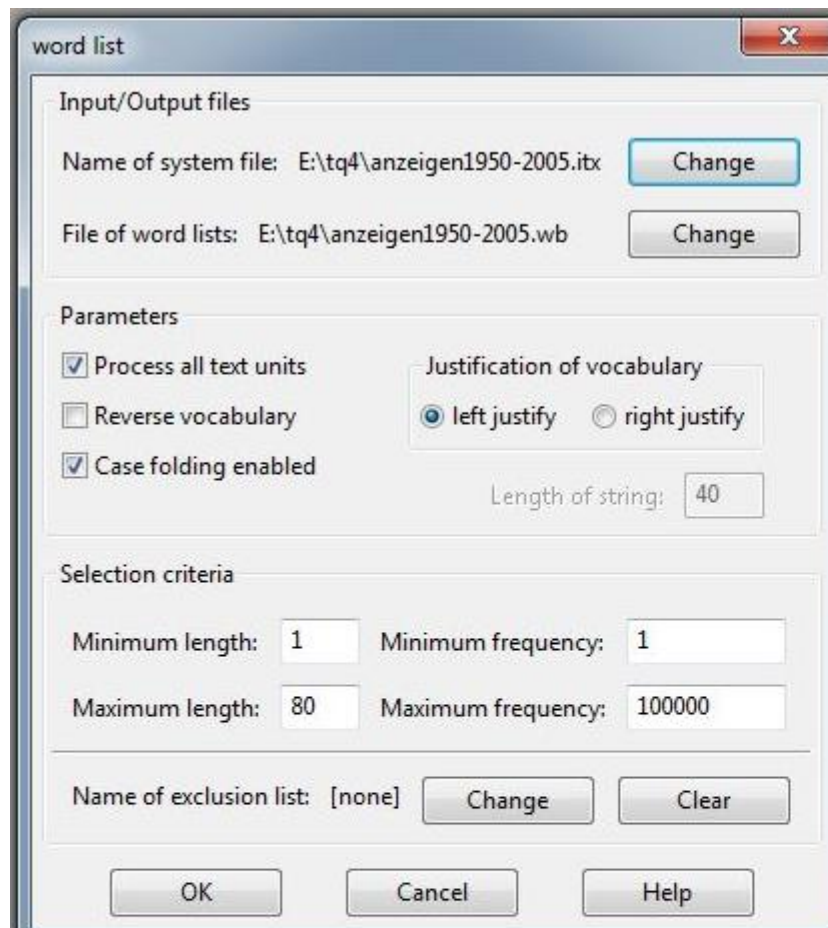 word list
Input/Output files
Name of system file: E:\tq4\anzeigen1950-2005.itx Change
File of word lists: E:\tq4\anzeigen1950-2005.wb Change
Parameters
Process all text units Justification of vocabulary
Reverse vocabulary left justify right justify
Case folding enabled
Length of string: 40
Selection criteria
Minimum length: 1 Minimum frequency: 1
Maximum length: 80 Maximum frequency: 100000
Name of exclusion list: [none] Change Clear
OK Cancel Help